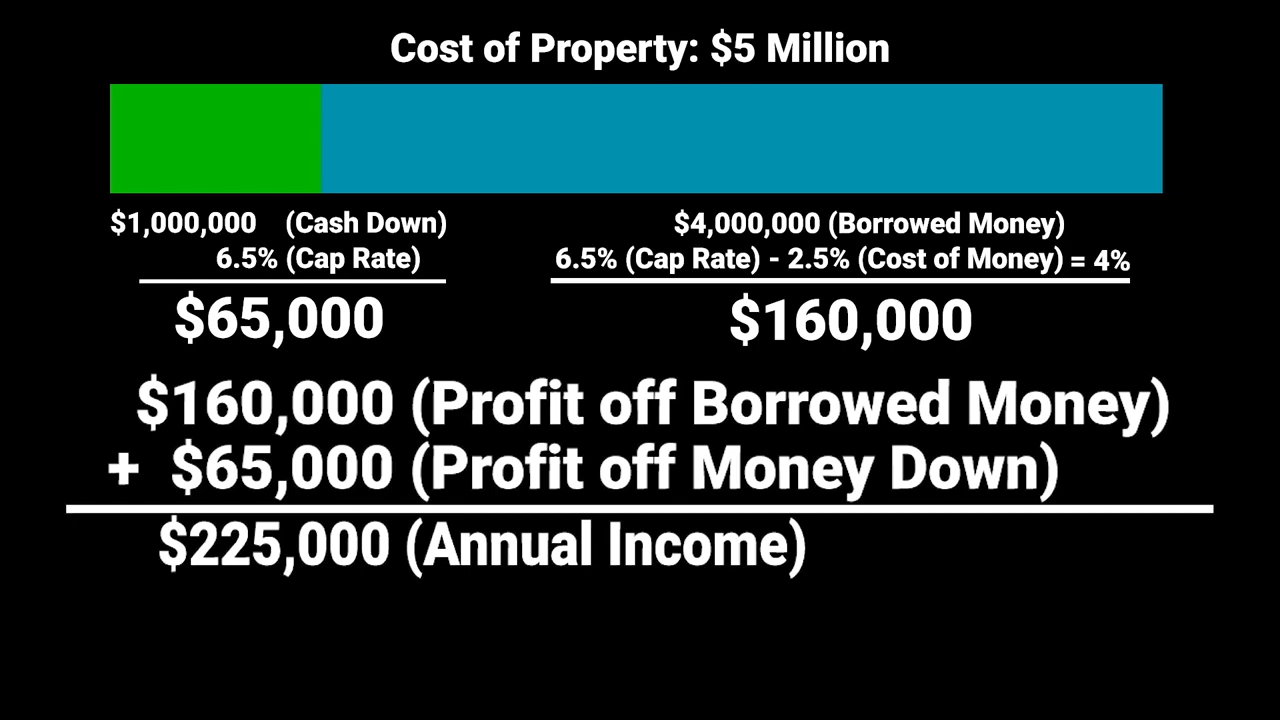 Cost of Property: $5 Million
$1,000,000 (Cash Down)
6.5% (Cap Rate)
$65,000
$4,000,000 (Borrowed Money)
6.5% (Cap Rate) - 2.5% (Cost of Money) = 4%
$160,000
$160,000 (Profit off Borrowed Money)
+ $65,000 (Profit off Money Down)
$225,000 (Annual Income)